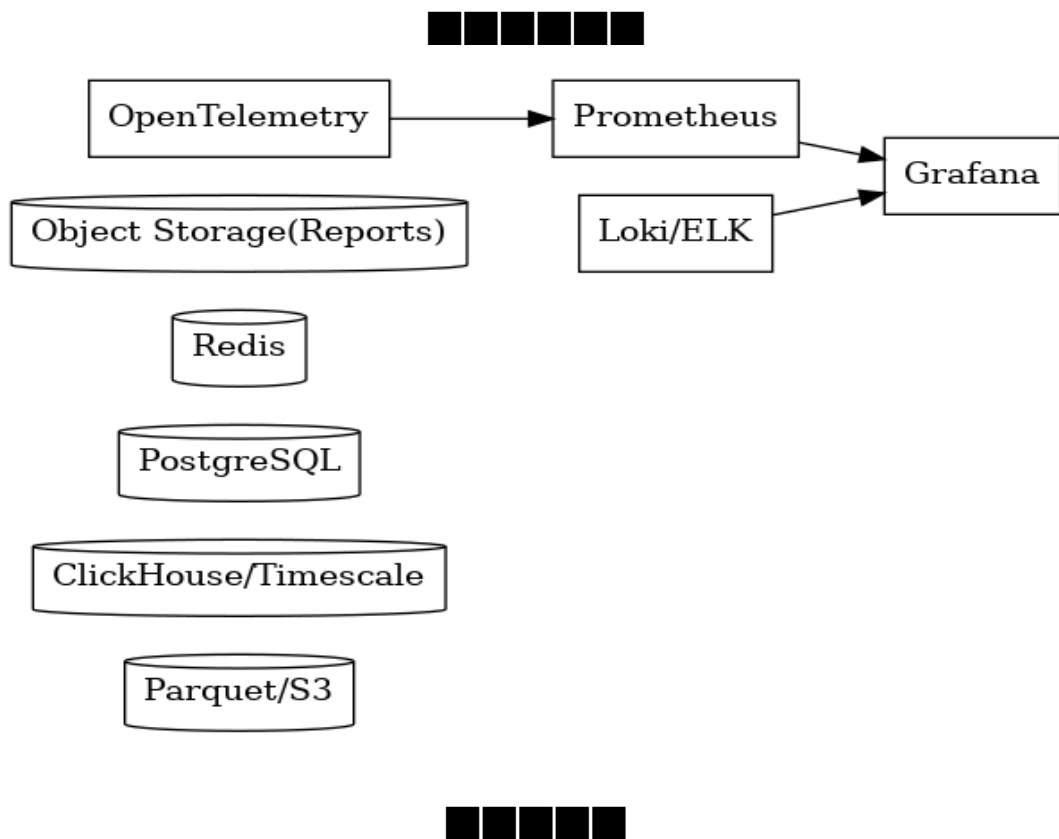 OpenTelemetry
Prometheus
Grafana
Object Storage(Reports)
Loki/ELK
Redis
PostgreSQL
ClickHouse/Timescale
Parquet/S3